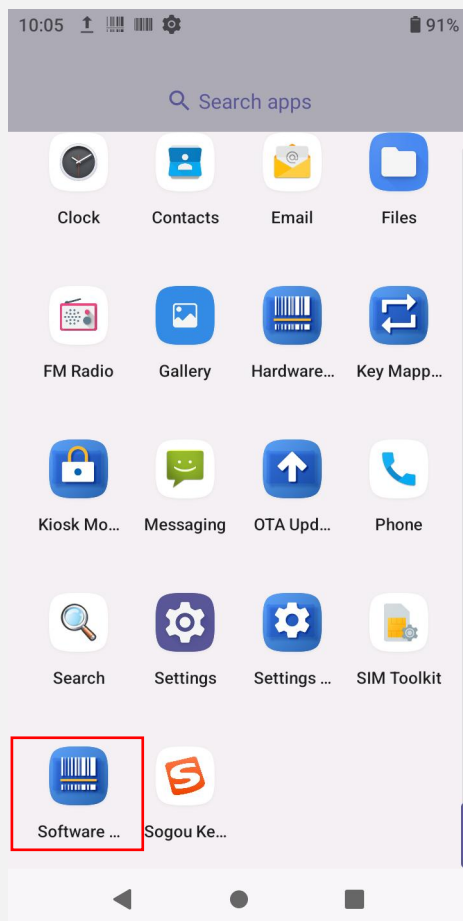 10:05 91%
Search apps
Clock Contacts Email Files
FM Radio Gallery Hardware... Key Mapp...
Kiosk Mo... Messaging OTA Upd... Phone
Search Settings Settings ... SIM Toolkit
Software ... Sogou Ke...